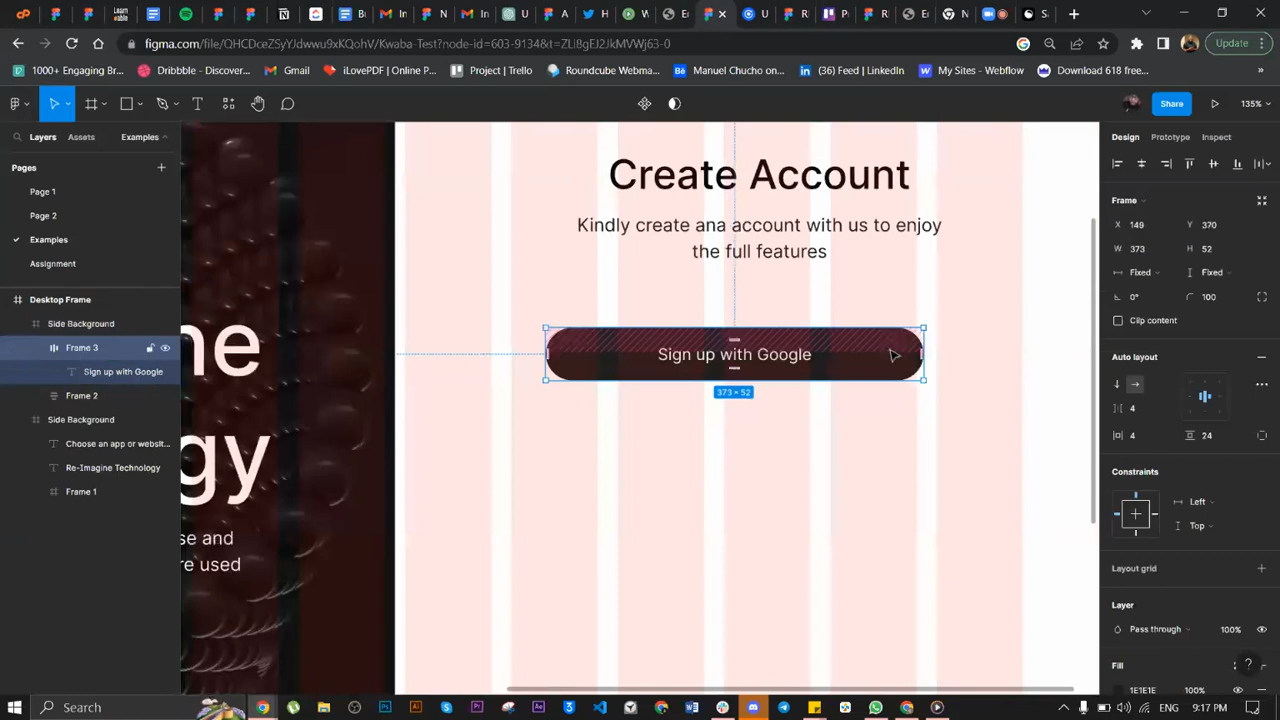 1000+ Engaging Br...
Dribbble - Discover...
Gmail
iLovePDF | Online P...
Project | Trello
Roundcube Webma...
Manuel Chucho on...
(36) Feed | LinkedIn
My Sites - Webflow
Download 618 free...
»
figma.com/file/QHCDceZSyYJdwwu9xKQohV/Kwaba-Test?node-id=603-9134&t=ZLl8gEJ2JkMVWj63-0
Update
Share
135%
Layers
Assets
Examples
Pages
Page 1
Page 2
Examples
Assignment
Desktop Frame
Side Background
Frame 3
Sign up with Google
Frame 2
Side Background
Choose an app or websit...
Re-Imagine Technology
Frame 1
ne
gy
se and
re used
Create Account
Kindly create ana account with us to enjoy
the full features
Sign up with Google
373 × 52
Design
Prototype
Inspect
Frame
X 149
Y 370
W 373
H 52
Fixed
Fixed
0°
100
Clip content
Auto layout
4
4
24
Constraints
Left
Top
Layout grid
Layer
Pass through
100%
Fill
1E1E1E
100%
?
Search
ENG
9:17 PM